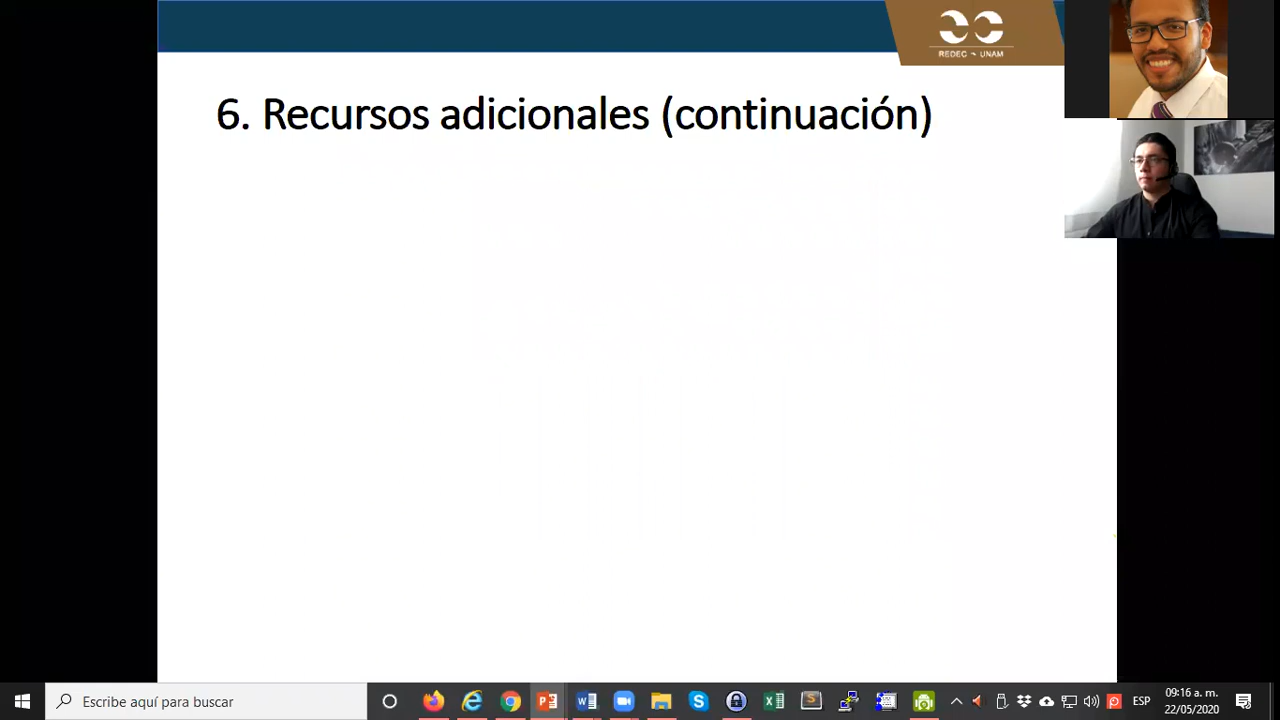 REDEC ~ UNAM
6. Recursos adicionales (continuación)
Escribe aquí para buscar
ESP
09:16 a. m.
22/05/2020